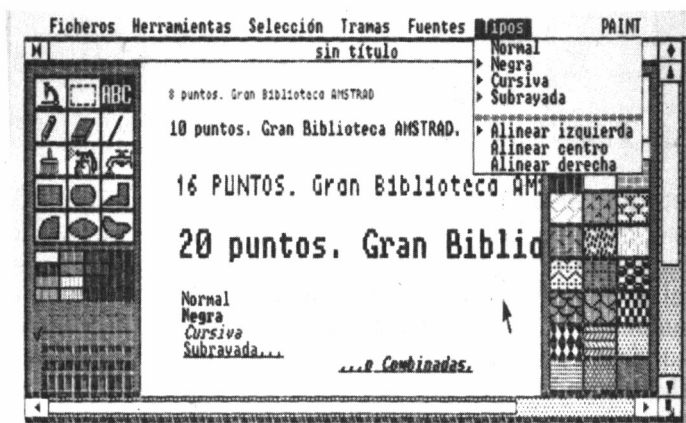 Ficheros Herramientas Selección Tramas Fuentes Tipos PAINT
sin título
Normal
Negra
Cursiva
Subrayada
Alinear izquierda
Alinear centro
Alinear derecha
ABC
8 puntos. Gran Biblioteca AMSTRAD
10 puntos. Gran Biblioteca AMSTRAD.
16 PUNTOS. Gran Biblioteca AM
20 puntos. Gran Biblio
Normal
Negra
Cursiva
Subrayada...
...o Combinadas.